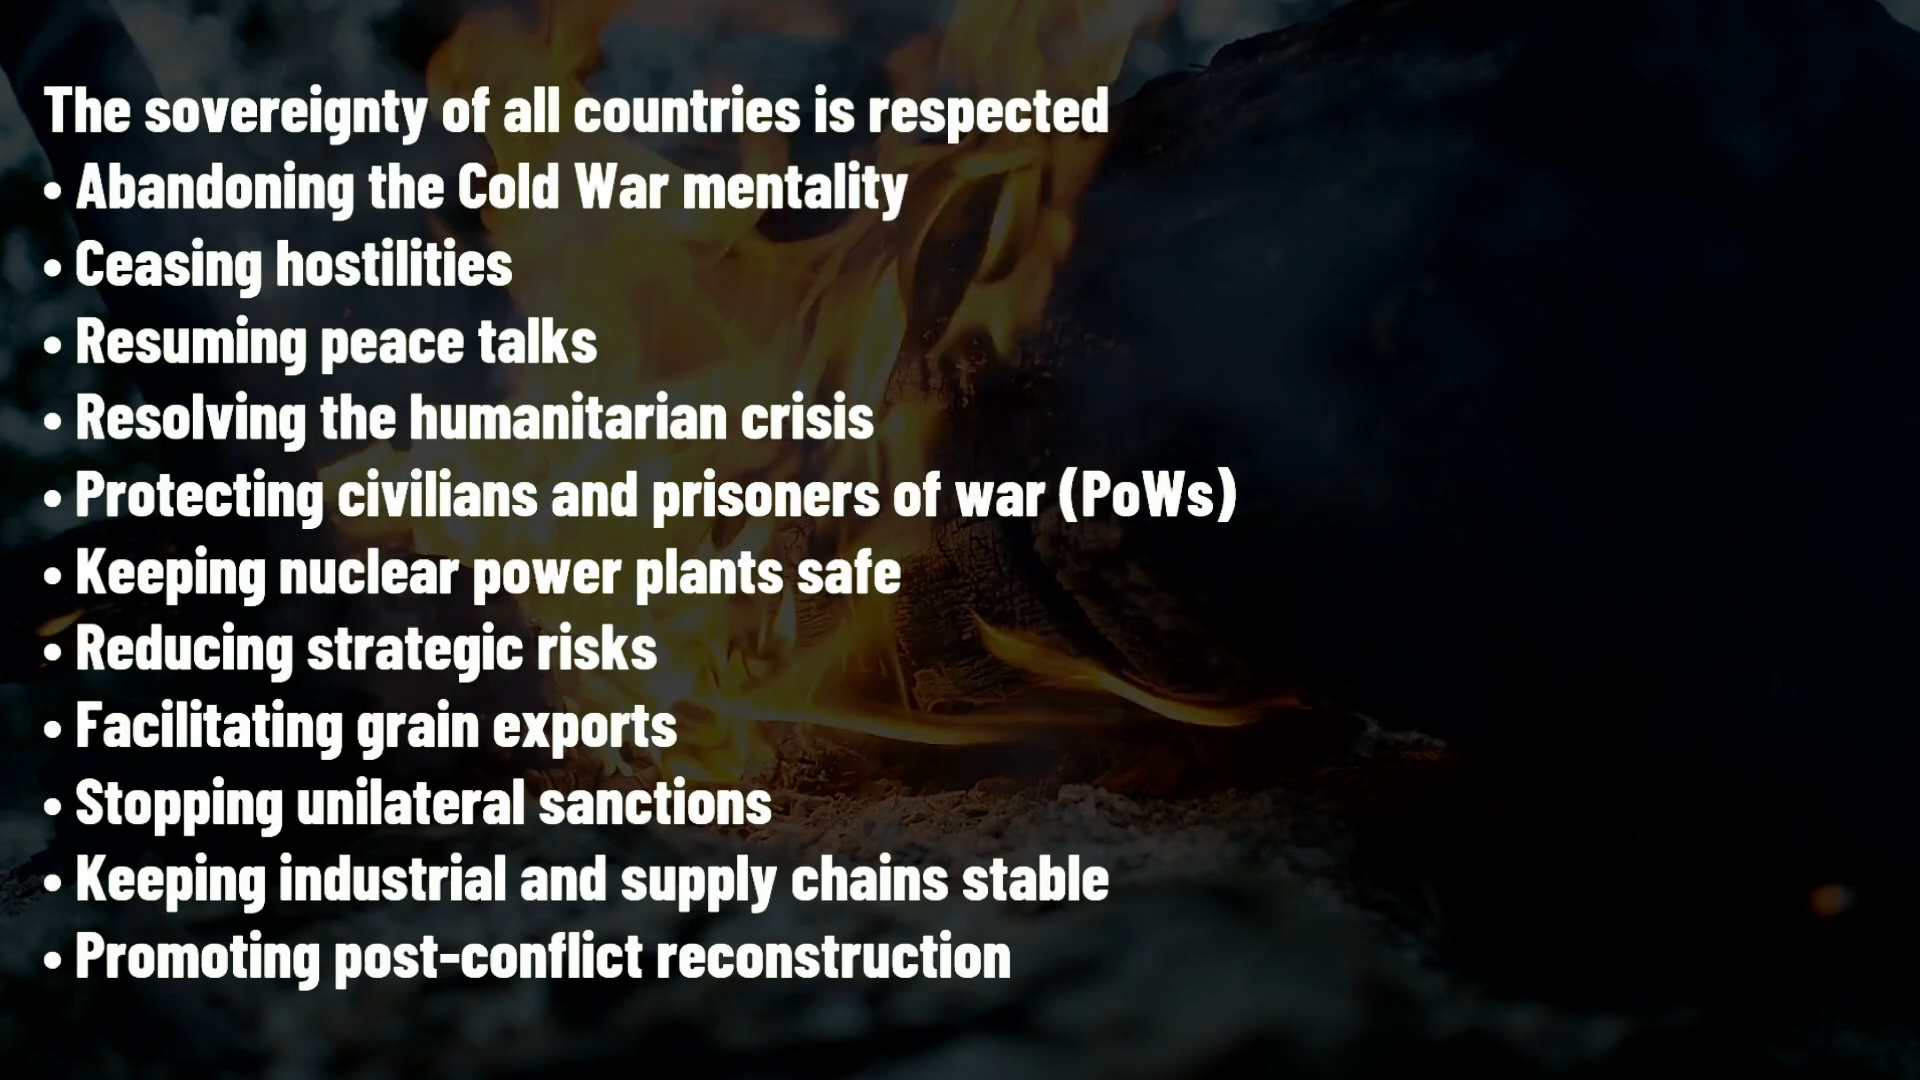 The sovereignty of all countries is respected
• Abandoning the Cold War mentality
• Ceasing hostilities
• Resuming peace talks
• Resolving the humanitarian crisis
• Protecting civilians and prisoners of war (PoWs)
• Keeping nuclear power plants safe
• Reducing strategic risks
• Facilitating grain exports
• Stopping unilateral sanctions
• Keeping industrial and supply chains stable
• Promoting post-conflict reconstruction